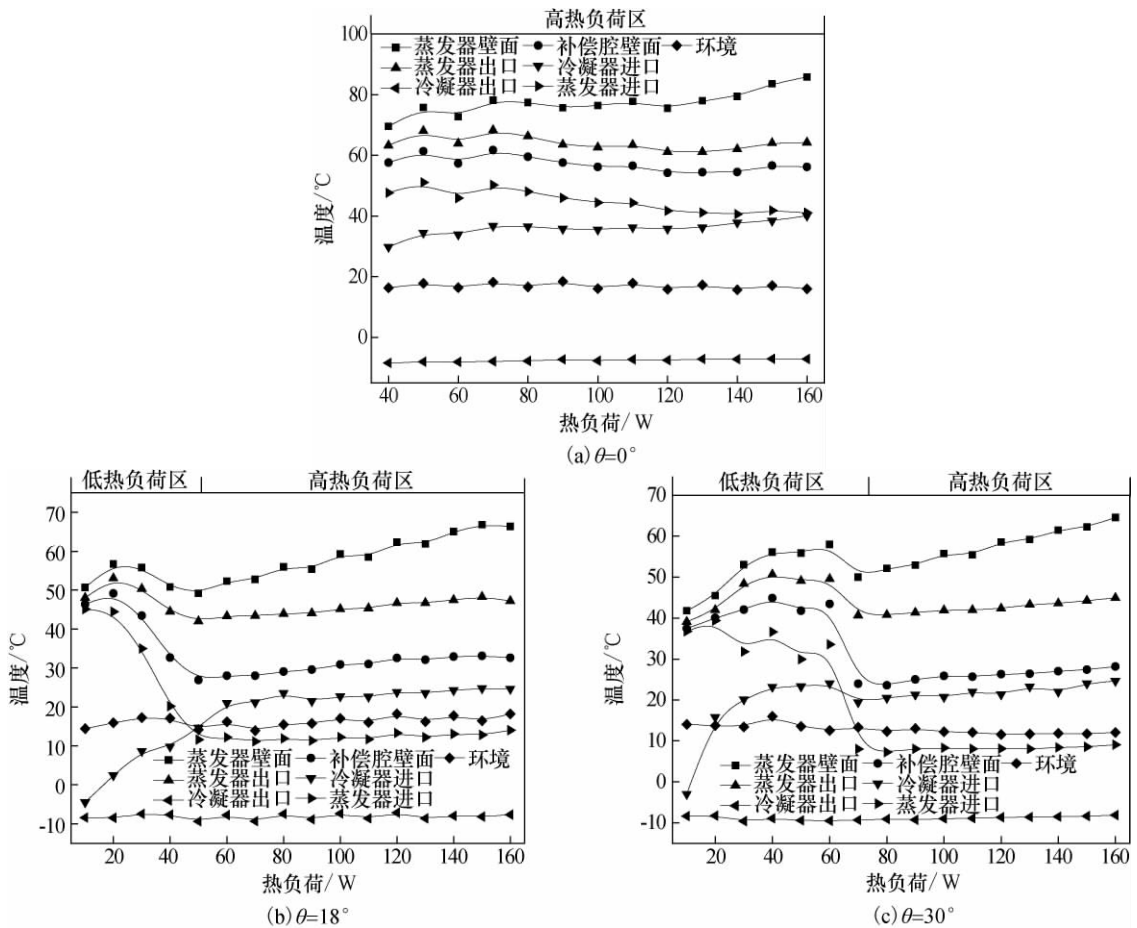 高热负荷区
100
80
60
40
20
0
温度/℃
蒸发器壁面 补偿腔壁面 环境
蒸发器出口 冷凝器进口
冷凝器出口 蒸发器进口
40 60 80 100 120 140 160
热负荷/W
(a) θ=0°
低热负荷区 高热负荷区
70
60
50
40
30
20
10
0
-10
温度/℃
蒸发器壁面 补偿腔壁面 环境
蒸发器出口 冷凝器进口
冷凝器出口 蒸发器进口
20 40 60 80 100 120 140 160
热负荷/W
(b) θ=18°
低热负荷区 高热负荷区
70
60
50
40
30
20
10
0
-10
温度/℃
蒸发器壁面 补偿腔壁面 环境
蒸发器出口 冷凝器进口
冷凝器出口 蒸发器进口
20 40 60 80 100 120 140 160
热负荷/W
(c) θ=30°